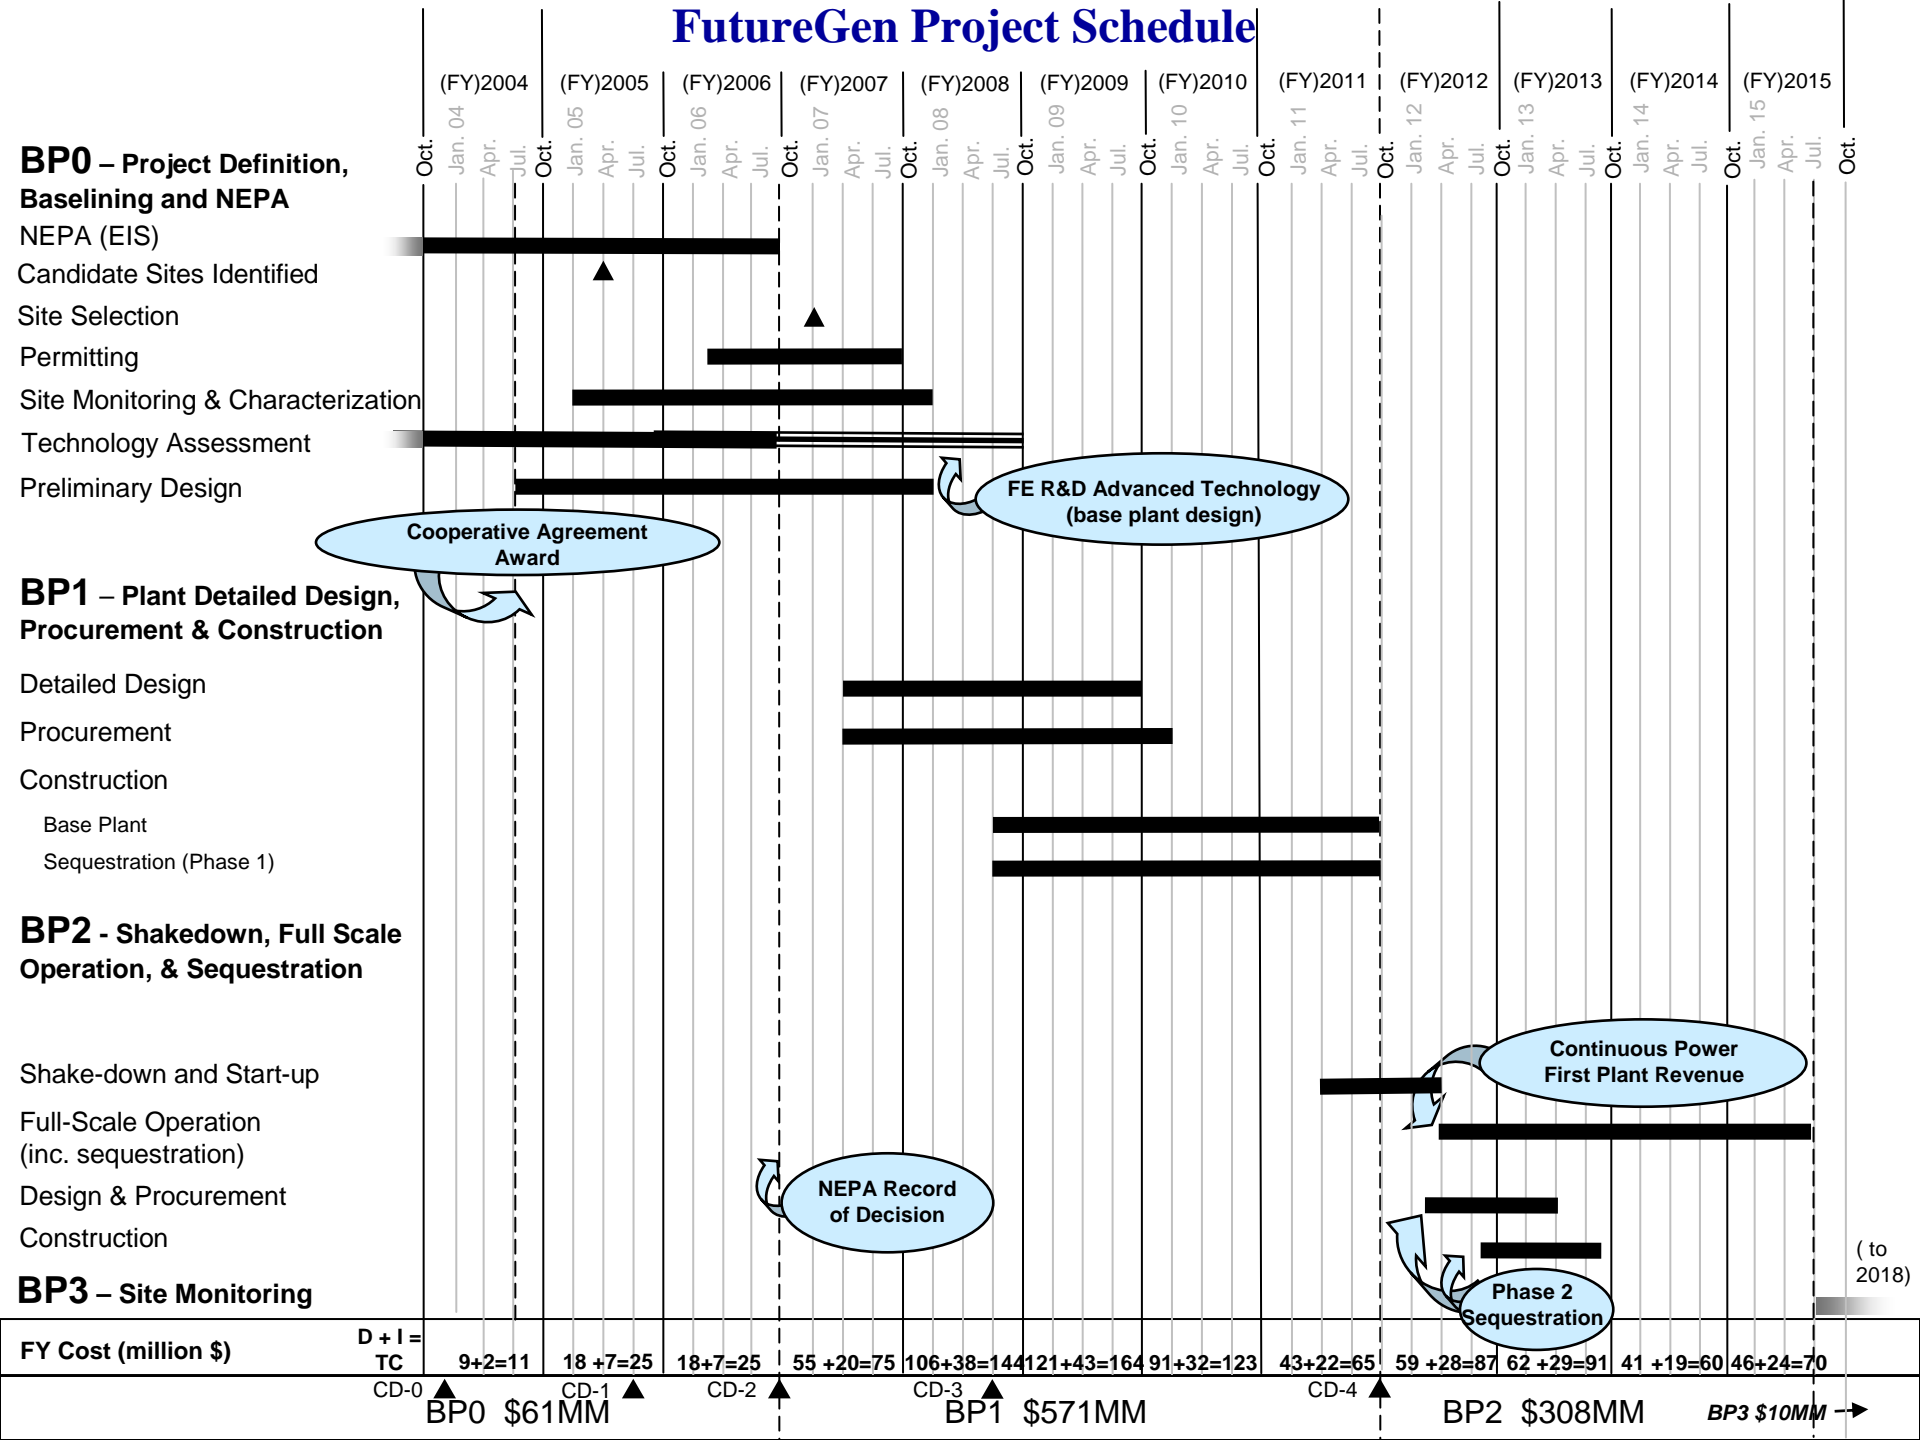 FutureGen Project Schedule
(FY)2004 (FY)2005 (FY)2006 (FY)2007 (FY)2008 (FY)2009 (FY)2010 (FY)2011 (FY)2012 (FY)2013 (FY)2014 (FY)2015
Oct. Jan. 04 Apr. Jul. Oct. Jan. 05 Apr. Jul. Oct. Jan. 06 Apr. Jul. Oct. Jan. 07 Apr. Jul. Oct. Jan. 08 Apr. Jul. Oct. Jan. 09 Apr. Jul. Oct. Jan. 10 Apr. Jul. Oct. Jan. 11 Apr. Jul. Oct. Jan. 12 Apr. Jul. Oct. Jan. 13 Apr. Jul. Oct. Jan. 14 Apr. Jul. Oct. Jan. 15 Apr. Jul. Oct.
BP0 – Project Definition,
Baselining and NEPA
NEPA (EIS)
Candidate Sites Identified
Site Selection
Permitting
Site Monitoring & Characterization
Technology Assessment
Preliminary Design
FE R&D Advanced Technology
(base plant design)
Cooperative Agreement
Award
BP1 – Plant Detailed Design,
Procurement & Construction
Detailed Design
Procurement
Construction
Base Plant
Sequestration (Phase 1)
BP2 - Shakedown, Full Scale
Operation, & Sequestration
Continuous Power
First Plant Revenue
Shake-down and Start-up
Full-Scale Operation
(inc. sequestration)
NEPA Record
of Decision
Design & Procurement
Construction
( to
2018)
BP3 – Site Monitoring
Phase 2
Sequestration
FY Cost (million $)
D + I =
TC
9+2=11 18 +7=25 18+7=25 55 +20=75 106+38=144 121+43=164 91+32=123 43+22=65 59 +28=87 62 +29=91 41 +19=60 46+24=70
CD-0 CD-1 CD-2 CD-3 CD-4
BP0 $61MM BP1 $571MM BP2 $308MM BP3 $10MM